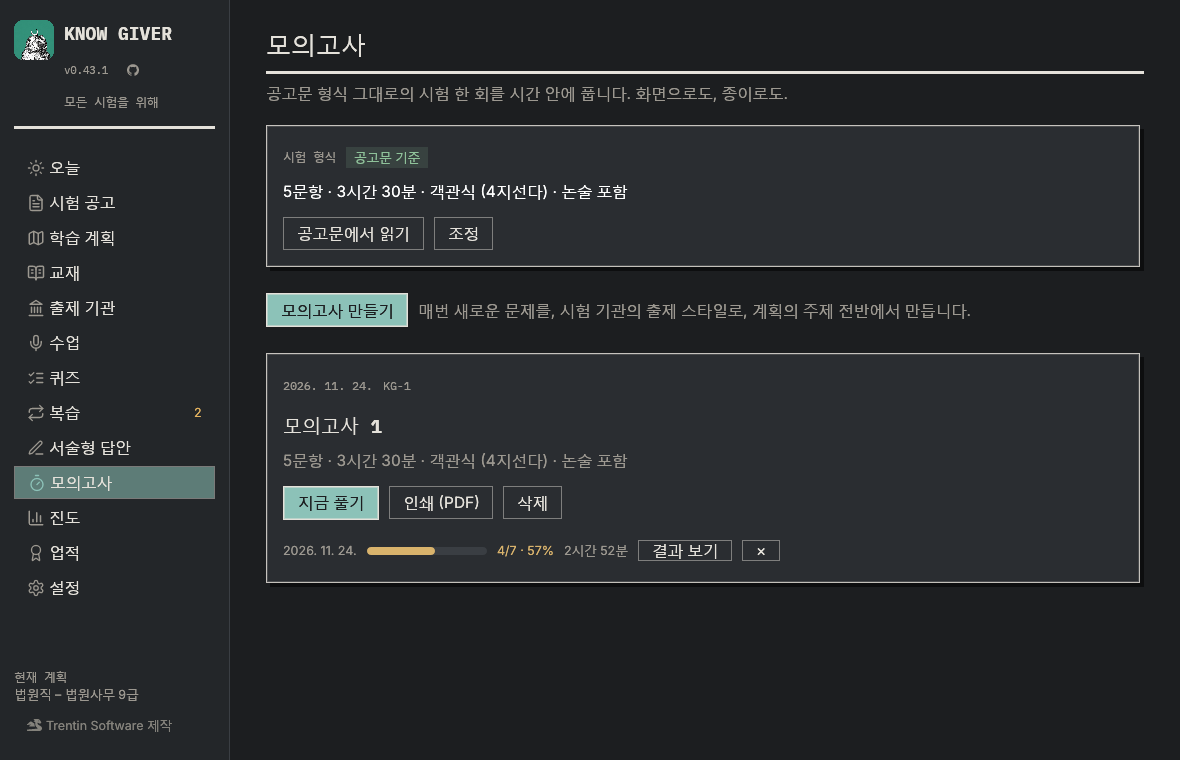 KNOW GIVER
v0.43.1
모든 시험을 위해
오늘
시험 공고
학습 계획
교재
출제 기관
수업
퀴즈
복습 2
서술형 답안
모의고사
진도
업적
설정
현재 계획
법원직 – 법원사무 9급
Trentin Software 제작
모의고사
공고문 형식 그대로의 시험 한 회를 시간 안에 풉니다. 화면으로도, 종이로도.
시험 형식 공고문 기준
5문항 · 3시간 30분 · 객관식 (4지선다) · 논술 포함
공고문에서 읽기 조정
모의고사 만들기 매번 새로운 문제를, 시험 기관의 출제 스타일로, 계획의 주제 전반에서 만듭니다.
2026. 11. 24. KG-1
모의고사 1
5문항 · 3시간 30분 · 객관식 (4지선다) · 논술 포함
지금 풀기 인쇄 (PDF) 삭제
2026. 11. 24. 4/7 · 57% 2시간 52분 결과 보기 ×